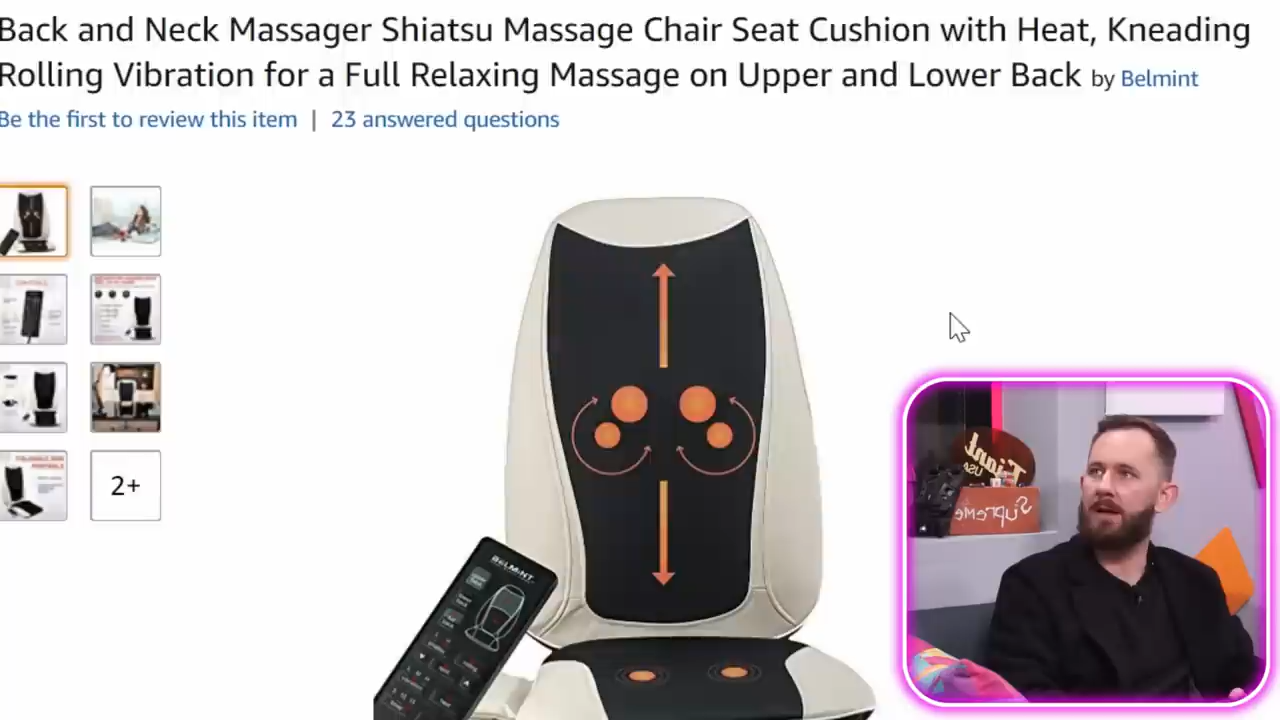 Back and Neck Massager Shiatsu Massage Chair Seat Cushion with Heat, Kneading
Rolling Vibration for a Full Relaxing Massage on Upper and Lower Back by Belmint
Be the first to review this item | 23 answered questions
2+
BELMINT
Giant
USA
Supreme